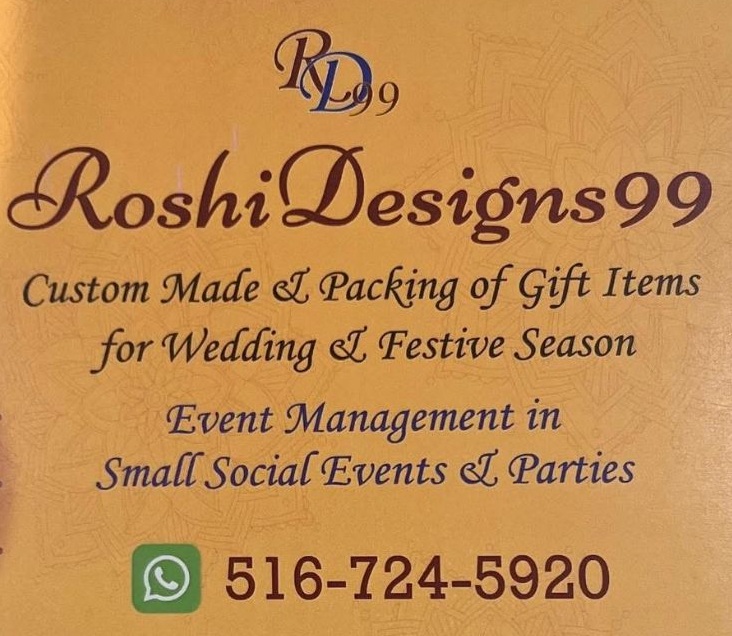 RD99
RoshiDesigns99
Custom Made & Packing of Gift Items
for Wedding & Festive Season
Event Management in
Small Social Events & Parties
516-724-5920